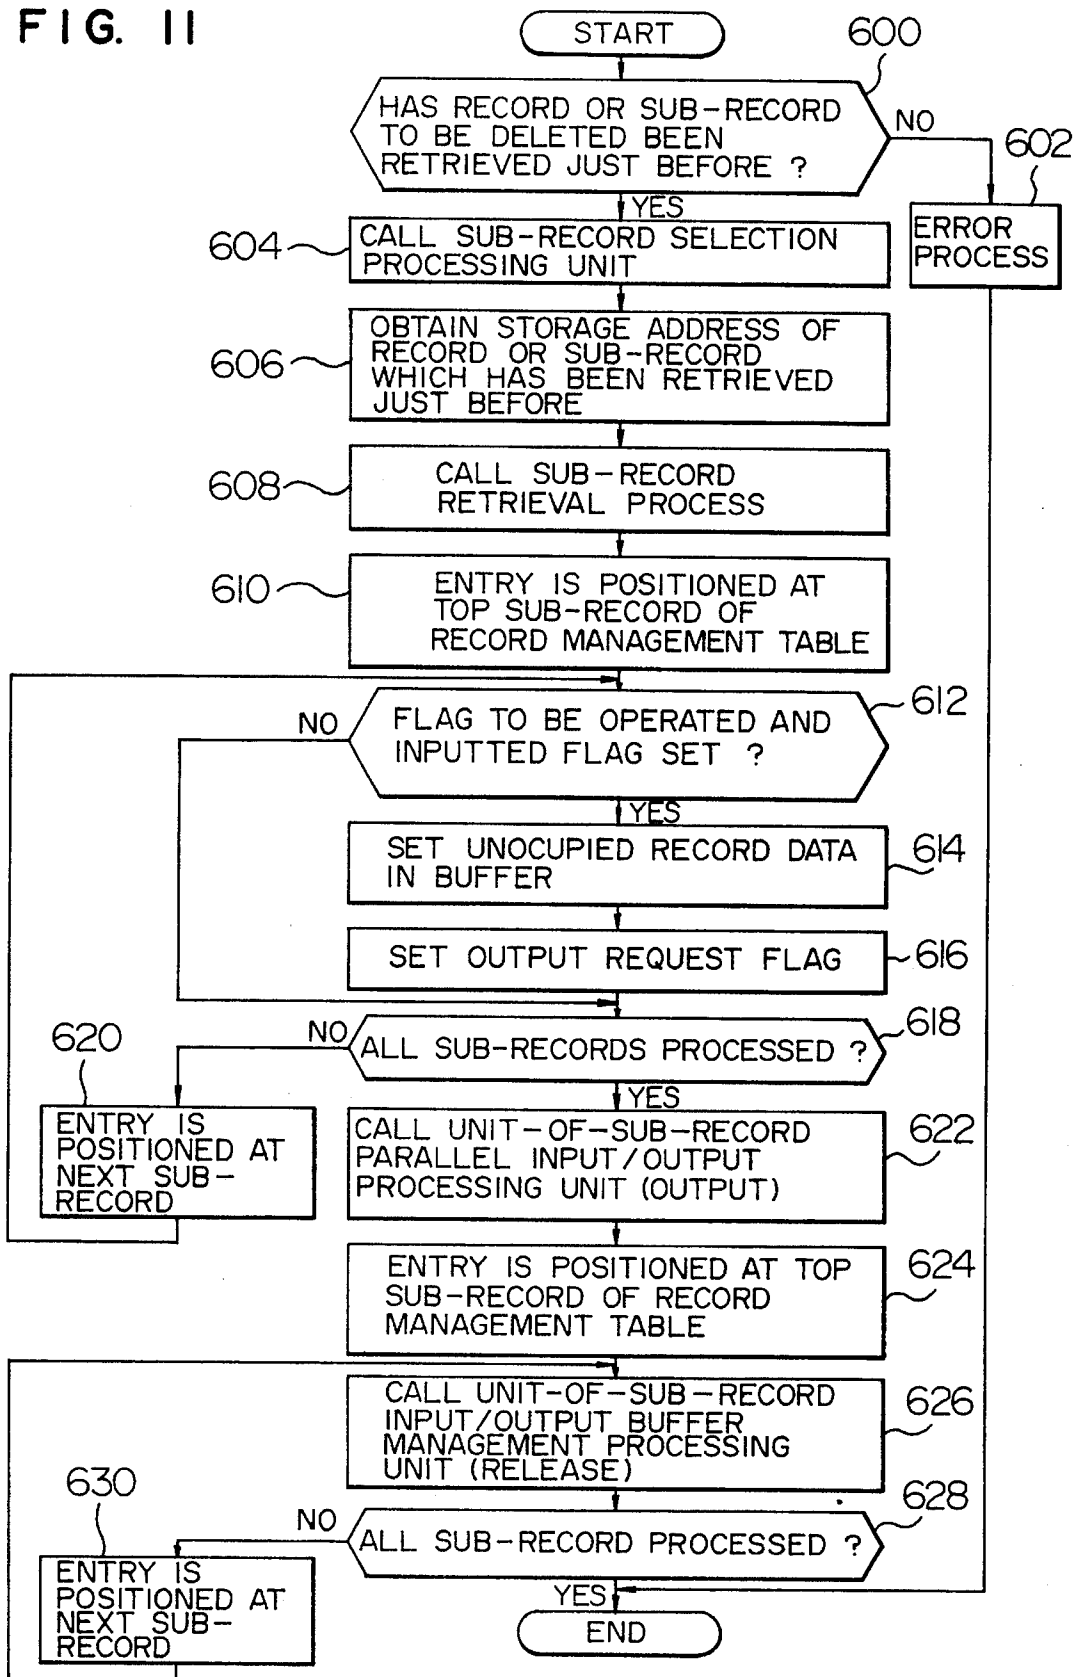 FIG. 11
START
600
HAS RECORD OR SUB-RECORD
TO BE DELETED BEEN
RETRIEVED JUST BEFORE ?
NO
602
YES
ERROR
PROCESS
604
CALL SUB-RECORD SELECTION
PROCESSING UNIT
606
OBTAIN STORAGE ADDRESS OF
RECORD OR SUB-RECORD
WHICH HAS BEEN RETRIEVED
JUST BEFORE
608
CALL SUB-RECORD
RETRIEVAL PROCESS
610
ENTRY IS POSITIONED AT
TOP SUB-RECORD OF
RECORD MANAGEMENT TABLE
612
NO
FLAG TO BE OPERATED AND
INPUTTED FLAG SET ?
YES
614
SET UNOCUPIED RECORD DATA
IN BUFFER
SET OUTPUT REQUEST FLAG
616
618
NO
ALL SUB-RECORDS PROCESSED ?
620
YES
ENTRY IS
POSITIONED AT
NEXT SUB-
RECORD
CALL UNIT-OF-SUB-RECORD
PARALLEL INPUT/OUTPUT
PROCESSING UNIT (OUTPUT)
622
ENTRY IS POSITIONED AT TOP
SUB-RECORD OF RECORD
MANAGEMENT TABLE
624
CALL UNIT-OF-SUB-RECORD
INPUT/OUTPUT BUFFER
MANAGEMENT PROCESSING
UNIT (RELEASE)
626
628
NO
ALL SUB-RECORD PROCESSED ?
630
ENTRY IS
POSITIONED AT
NEXT SUB-
RECORD
YES
END